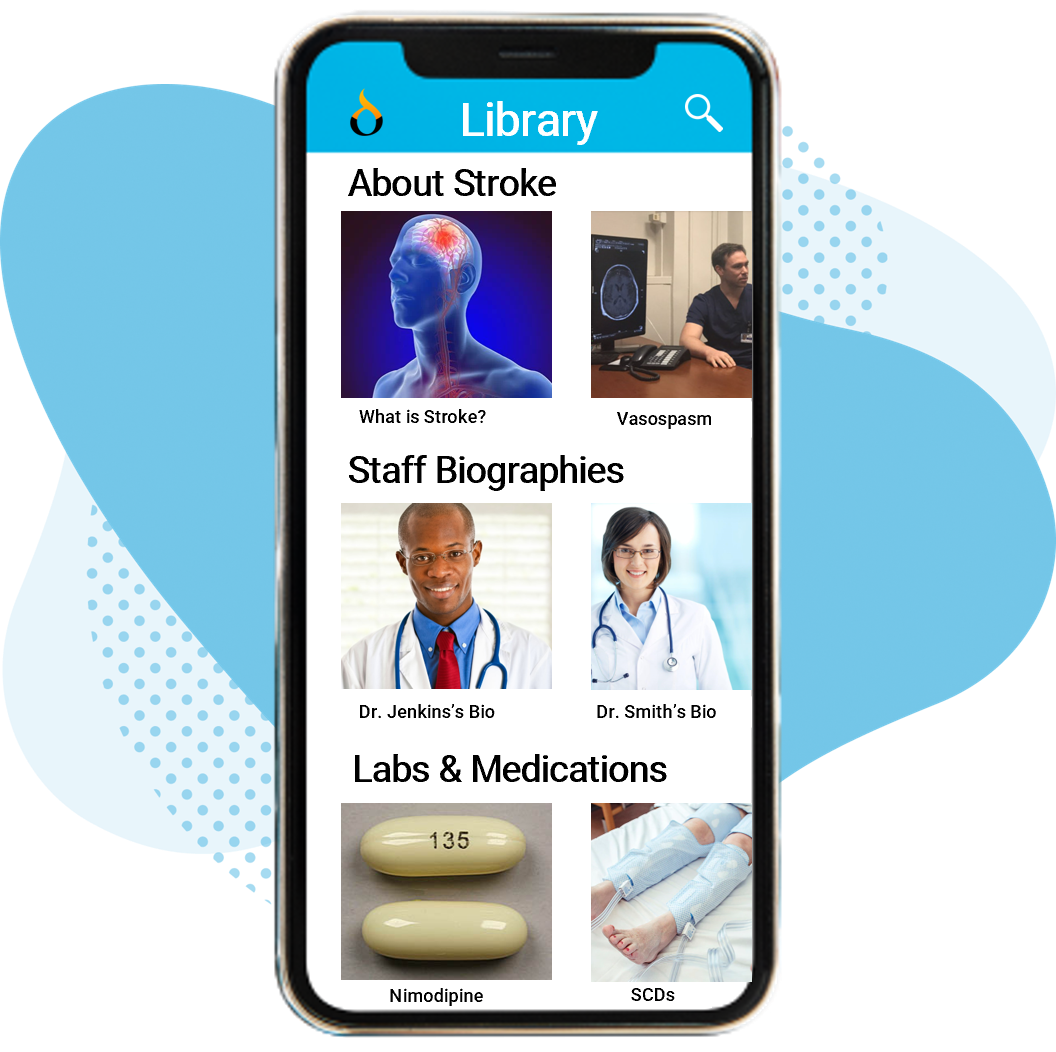 Library
About Stroke
What is Stroke?
Vasospasm
Staff Biographies
Dr. Jenkins’s Bio
Dr. Smith’s Bio
Labs & Medications
135
Nimodipine
SCDs